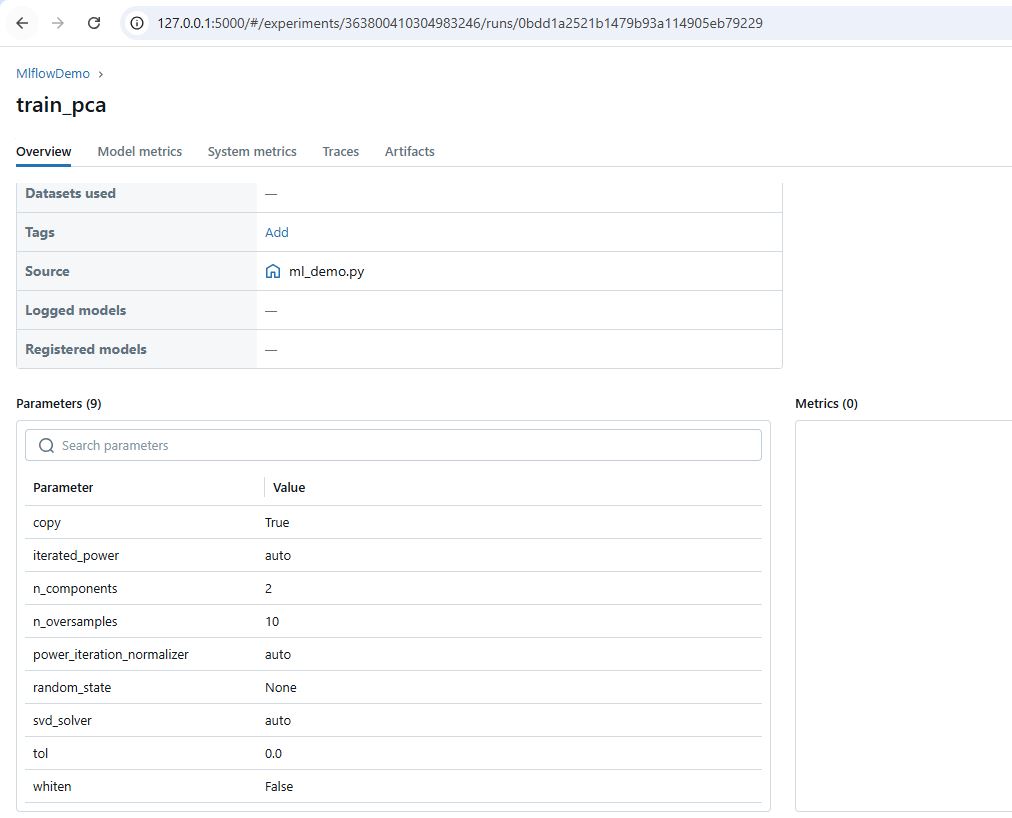 127.0.0.1:5000/#/experiments/363800410304983246/runs/0bdd1a2521b1479b93a114905eb79229
MlflowDemo ›
train_pca
Overview Model metrics System metrics Traces Artifacts
Datasets used —
Tags Add
Source ml_demo.py
Logged models —
Registered models —
Parameters (9) Metrics (0)
Search parameters
Parameter Value
copy True
iterated_power auto
n_components 2
n_oversamples 10
power_iteration_normalizer auto
random_state None
svd_solver auto
tol 0.0
whiten False